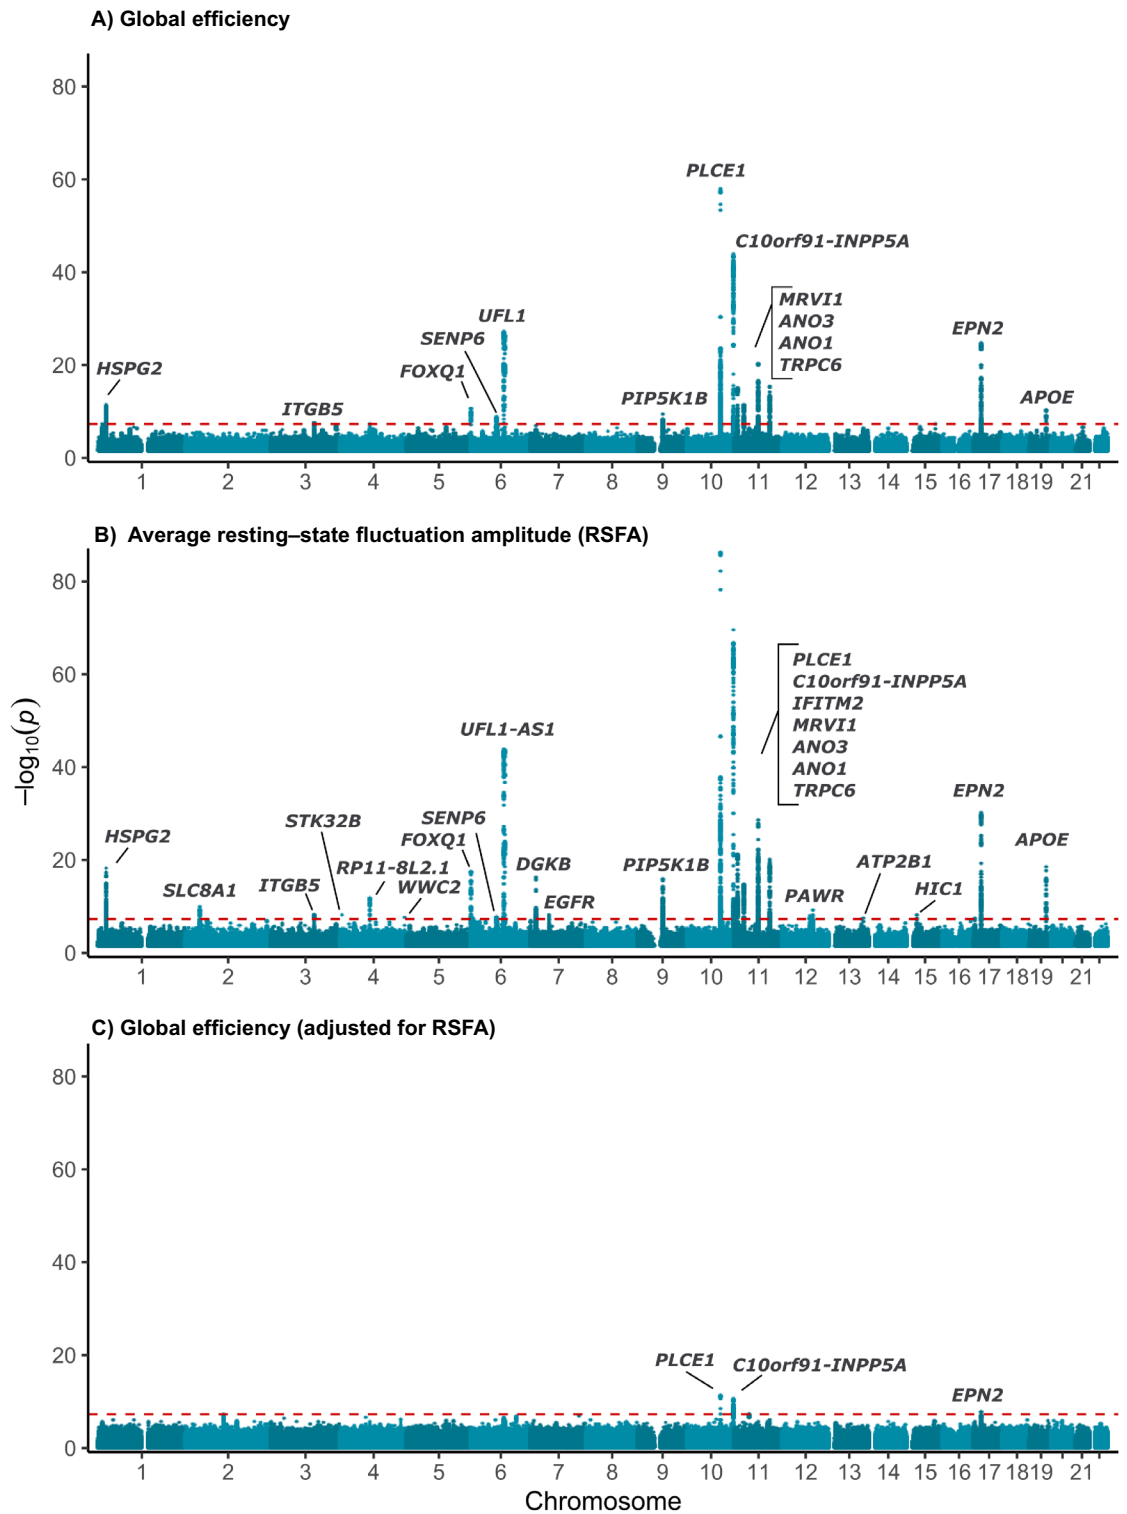 A) Global efficiency
80
60
40
20
0
PLCE1
C10orf91-INPP5A
MRVI1
ANO3
ANO1
TRPC6
UFL1
SENP6
FOXQ1
HSPG2
ITGB5
PIP5K1B
EPN2
APOE
1 2 3 4 5 6 7 8 9 10 11 13 14 15 16 17 18 19 21
B) Average resting–state fluctuation amplitude (RSFA)
80
60
40
20
0
−log10(p)
PLCE1
C10orf91-INPP5A
IFITM2
MRVI1
ANO3
ANO1
TRPC6
UFL1-AS1
EPN2
STK32B
SENP6
HSPG2
FOXQ1
APOE
RP11-8L2.1
DGKB
PIP5K1B
ATP2B1
SLC8A1
ITGB5
WWC2
EGFR
PAWR
HIC1
1 2 3 4 5 6 7 8 9 10 11 13 14 15 16 17 18 19 21
C) Global efficiency (adjusted for RSFA)
80
60
40
20
0
PLCE1
C10orf91-INPP5A
EPN2
1 2 3 4 5 6 7 8 9 10 11 13 14 15 16 17 18 19 21
Chromosome